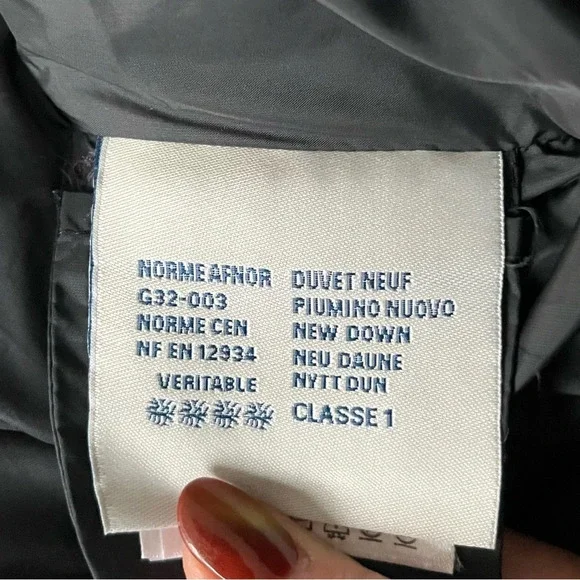 NORME AFNOR
G32-003
NORME CEN
NF EN 12934
VERITABLE
DUVET NEUF
PIUMINO NUOVO
NEW DOWN
NEU DAUNE
NYTT DUN
CLASSE 1